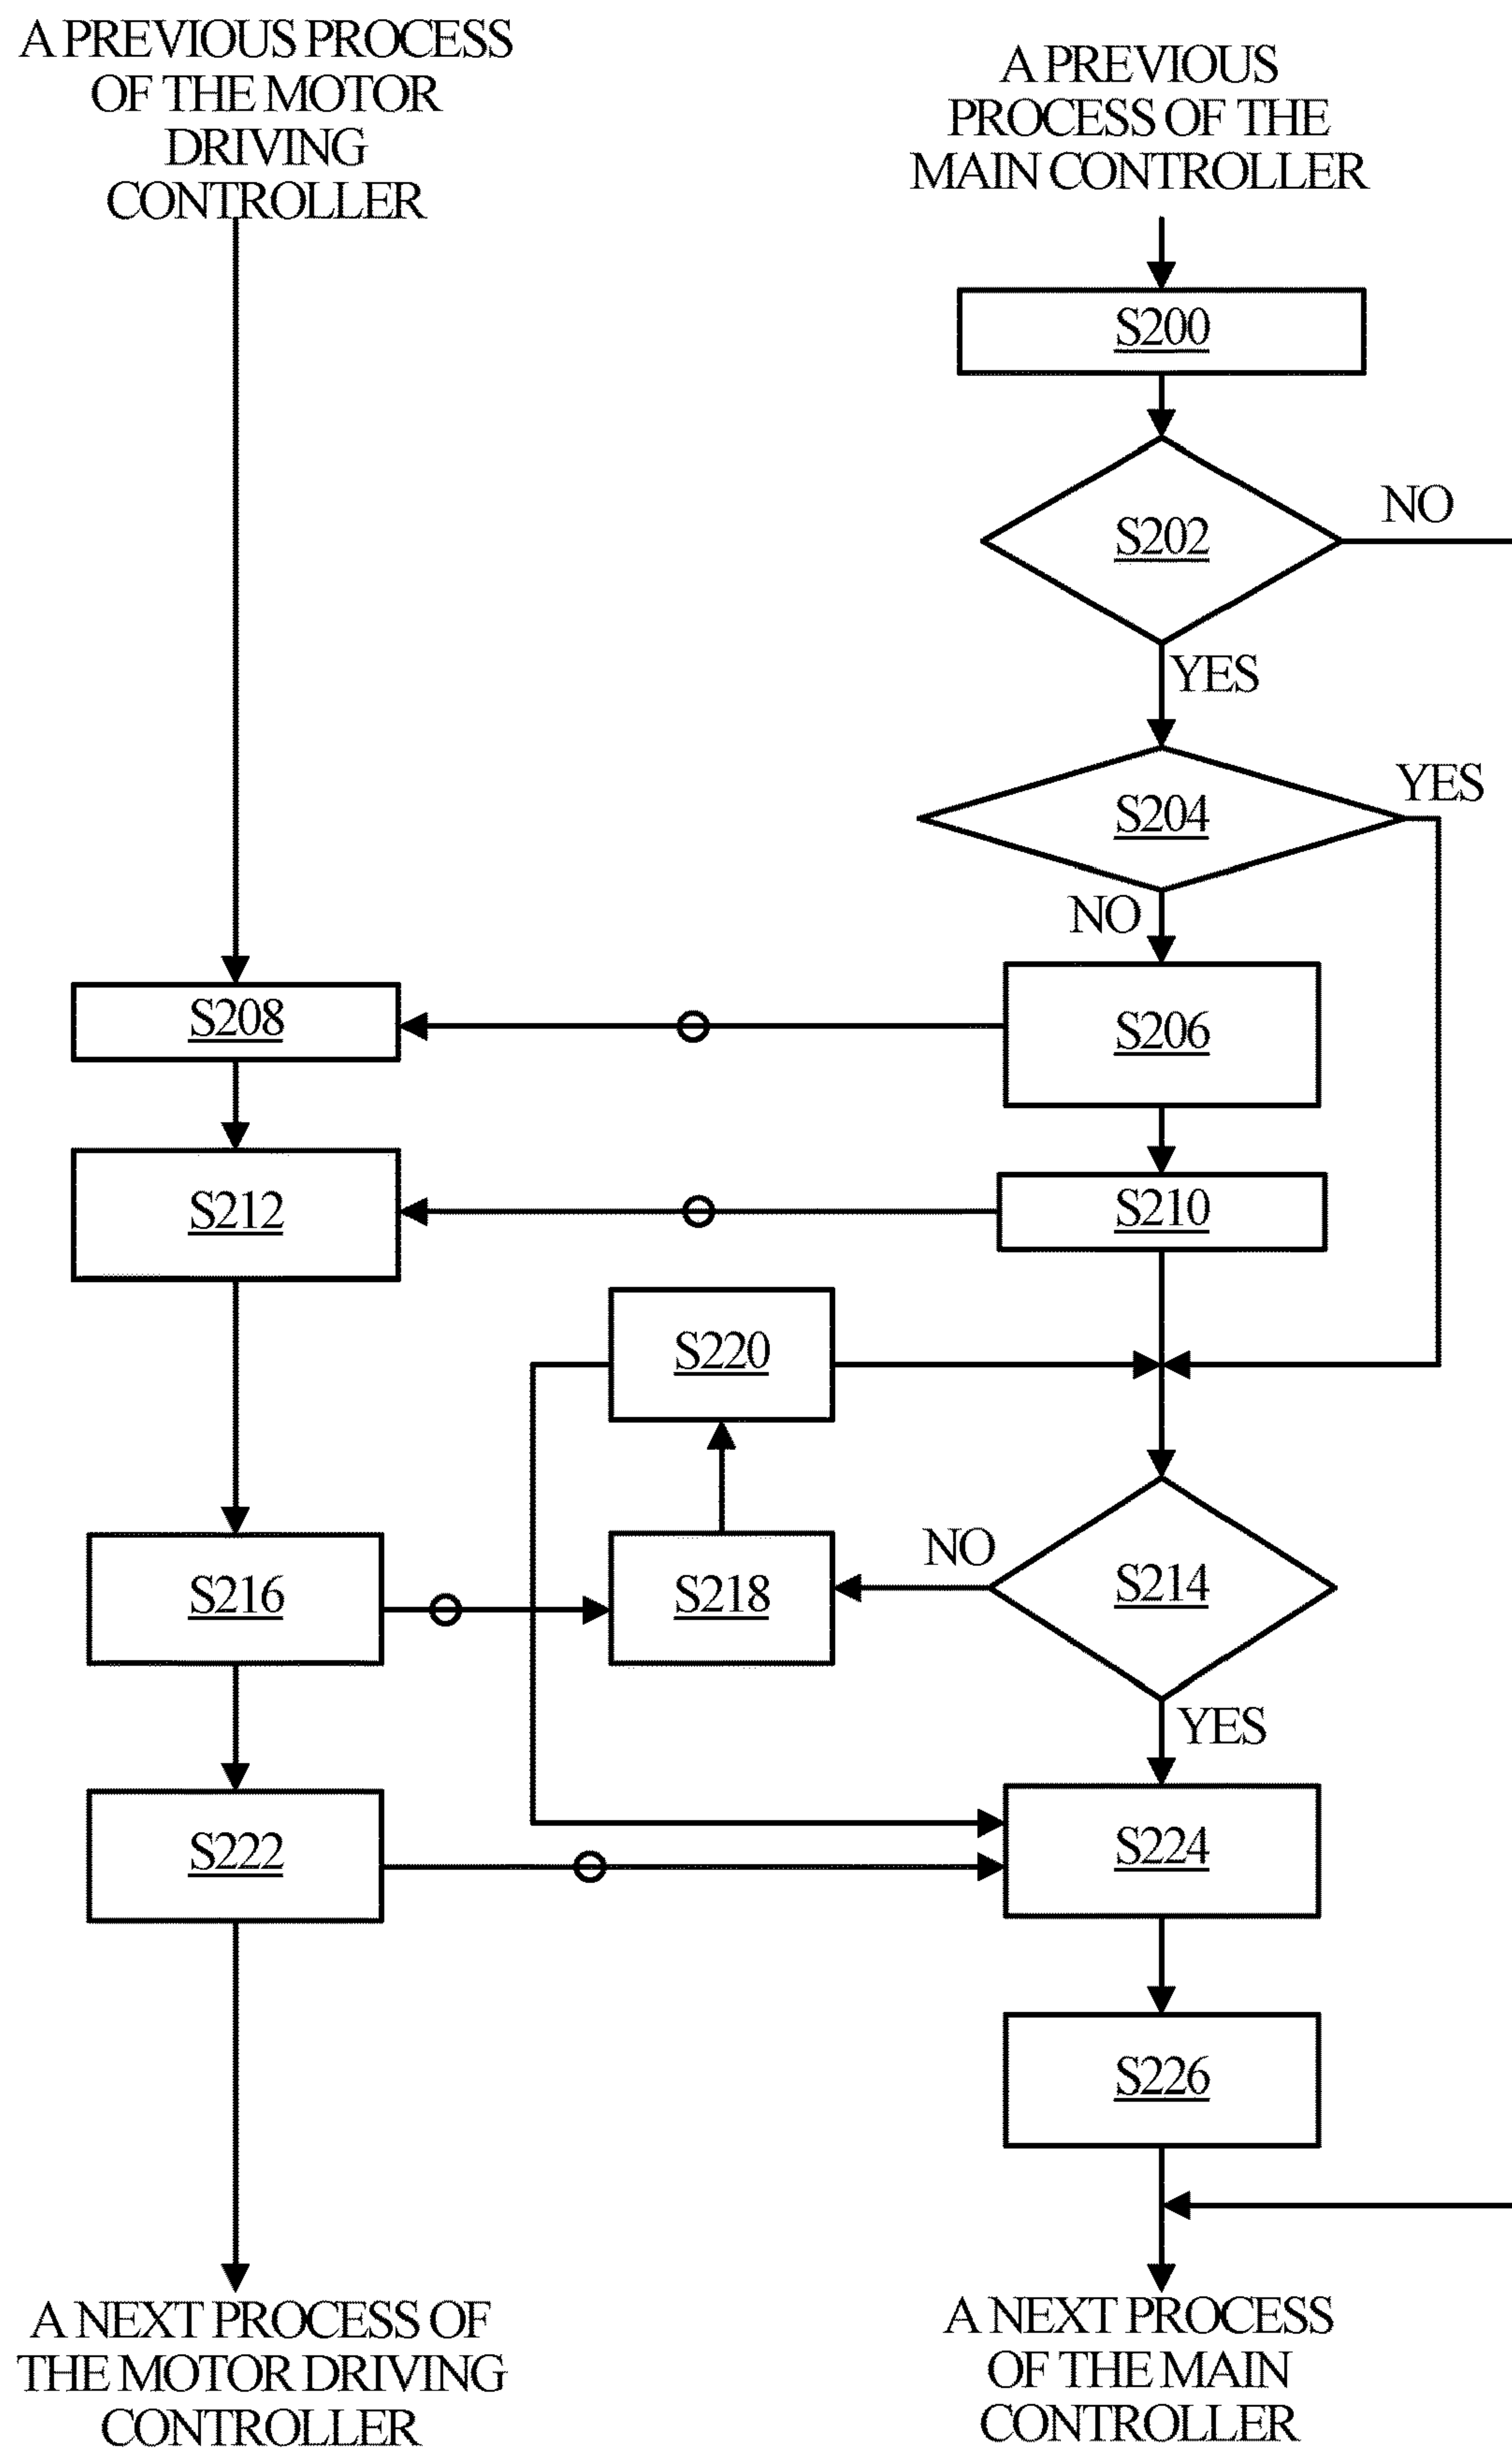 A PREVIOUS PROCESS
OF THE MOTOR
DRIVING
CONTROLLER
A PREVIOUS
PROCESS OF THE
MAIN CONTROLLER
S200
S202
NO
YES
S204
YES
NO
S206
S208
S210
S212
S220
S214
NO
S216
S218
YES
S222
S224
S226
A NEXT PROCESS OF
THE MOTOR DRIVING
CONTROLLER
A NEXT PROCESS
OF THE MAIN
CONTROLLER